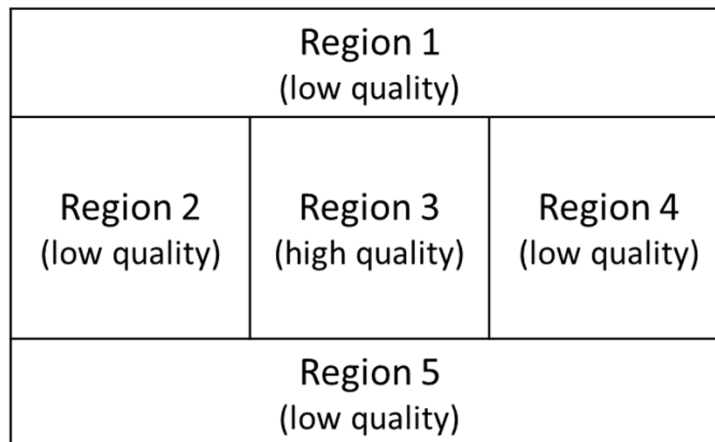 Region 1
(low quality)
Region 2
(low quality)
Region 3
(high quality)
Region 4
(low quality)
Region 5
(low quality)